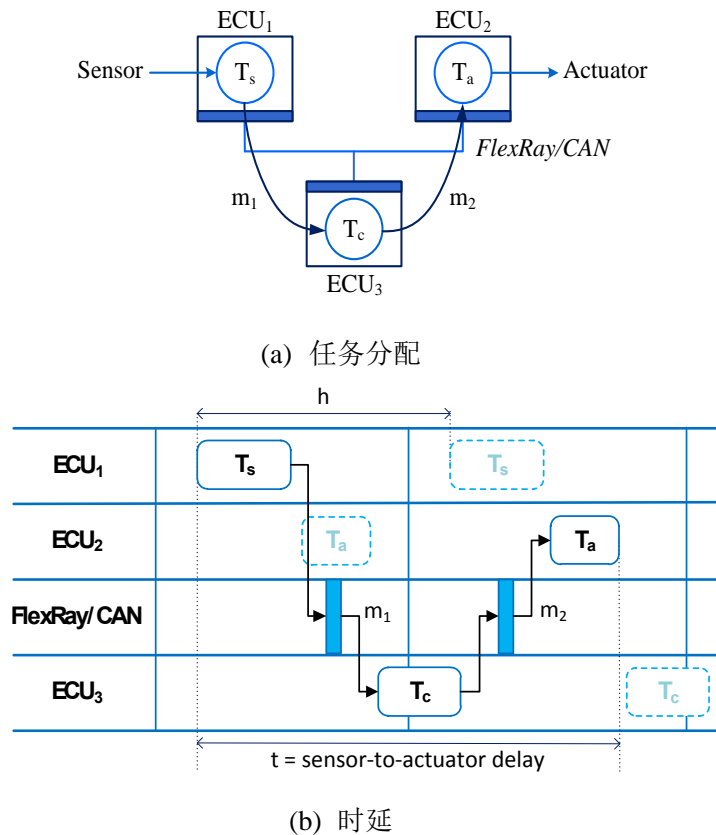 ECU1
ECU2
Sensor
Ts
Ta
Actuator
FlexRay/CAN
m1
m2
Tc
ECU3
(a) 任务分配
h
ECU1
Ts
Ts
ECU2
Ta
Ta
FlexRay/ CAN
m1
m2
ECU3
Tc
Tc
t = sensor-to-actuator delay
(b) 时延